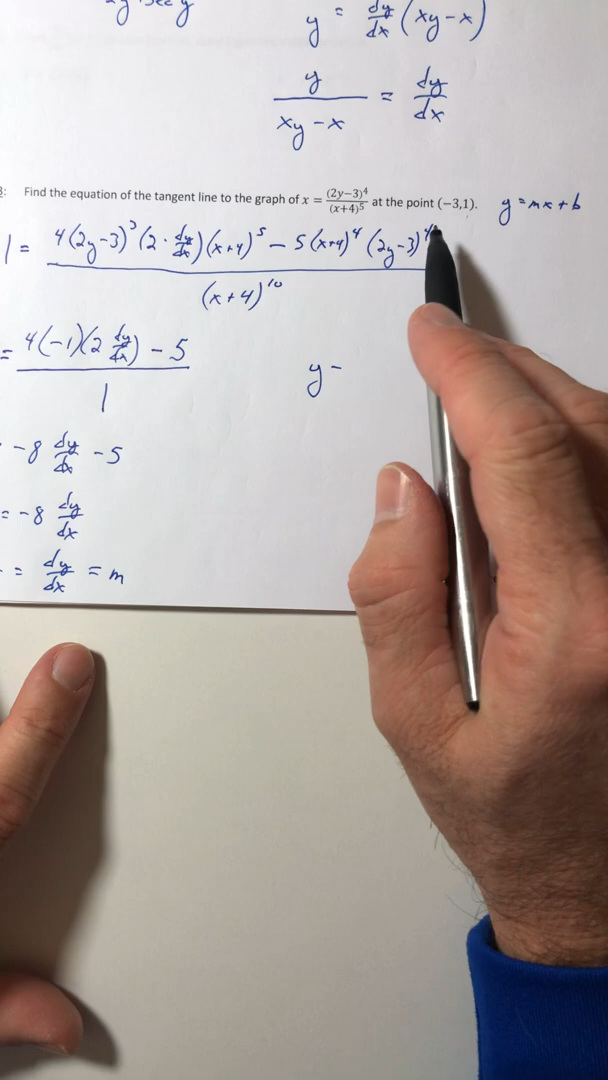 y = dy/dx (xy-x)
y/(xy-x) = dy/dx
3: Find the equation of the tangent line to the graph of x = (2y−3)^4/(x+4)^5 at the point (−3,1). y = mx + b
1 = (4(2y-3)^3 (2 · dy/dx)(x+4)^5 - 5(x+4)^4 (2y-3)^4)/(x+4)^10
= (4(-1)(2 dy/dx) - 5)/1
y -
-8 dy/dx - 5
= -8 dy/dx
= dy/dx = m